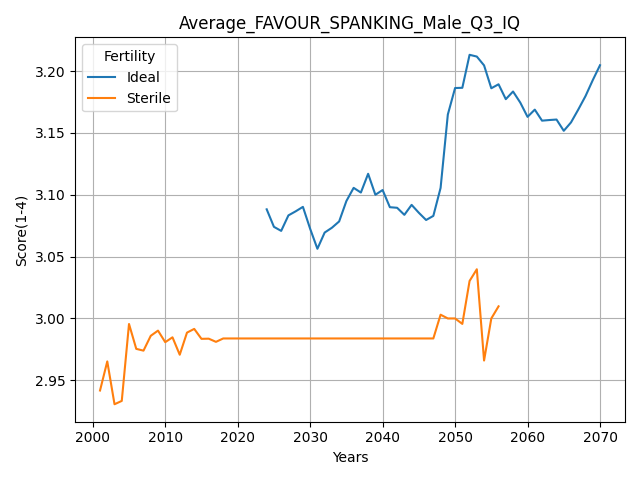 Average_FAVOUR_SPANKING_Male_Q3_IQ
Fertility
Ideal
Sterile
Score(1-4)
3.20
3.15
3.10
3.05
3.00
2.95
2000 2010 2020 2030 2040 2050 2060 2070
Years